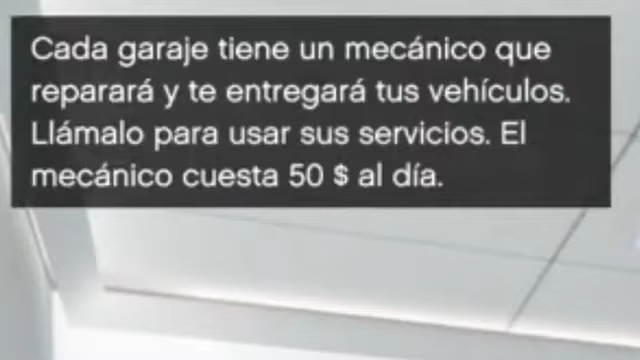 Cada garaje tiene un mecánico que
reparará y te entregará tus vehículos.
Llámalo para usar sus servicios. El
mecánico cuesta 50 $ al día.